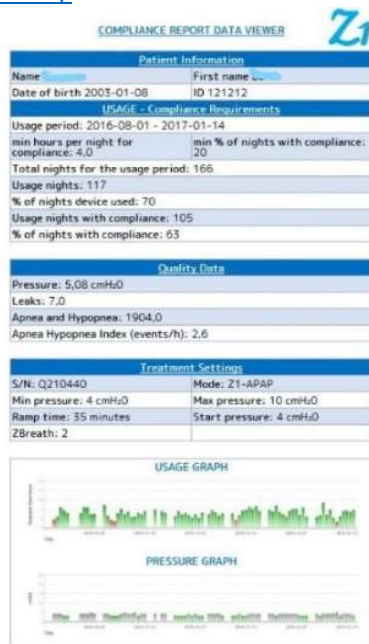 Z1
COMPLIANCE REPORT DATA VIEWER
Patient Information
Name
First name
Date of birth 2003-01-08
ID 121212
USAGE - Compliance Requirements
Usage period: 2016-08-01 - 2017-01-14
min hours per night for compliance: 4,0
min % of nights with compliance: 20
Total nights for the usage period: 166
Usage nights: 117
% of nights device used: 70
Usage nights with compliance: 105
% of nights with compliance: 63
Quality Data
Pressure: 5,08 cmH₂0
Leaks: 7,0
Apnea and Hypopnea: 1904,0
Apnea Hypopnea Index (events/h): 2,6
Treatment Settings
S/N: Q210440
Mode: Z1-APAP
Min pressure: 4 cmH₂0
Max pressure: 10 cmH₂0
Ramp time: 35 minutes
Start pressure: 4 cmH₂0
ZBreath: 2
USAGE GRAPH
PRESSURE GRAPH